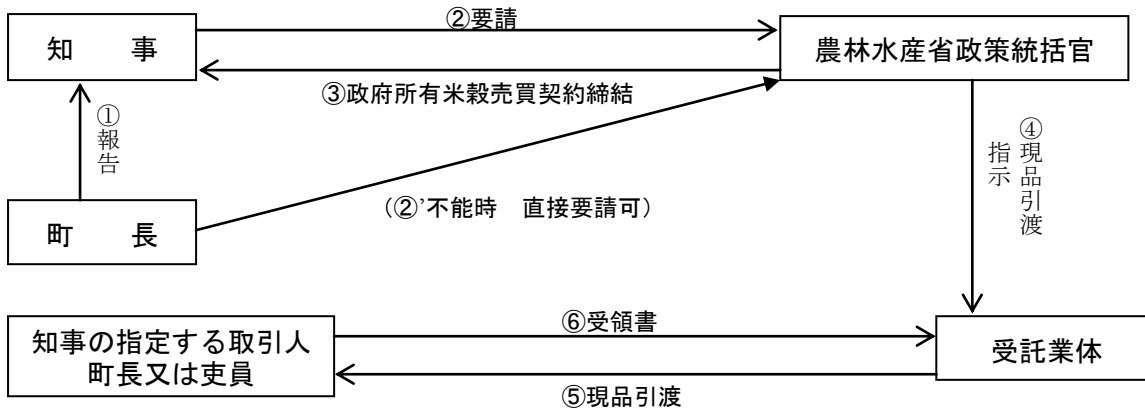 ②要請
知　　事
農林水産省政策統括官
③政府所有米穀売買契約締結
①報告
④現品引渡
指示
（②’不能時　直接要請可）
町　　長
⑥受領書
知事の指定する取引人
町長又は吏員
受託業体
⑤現品引渡